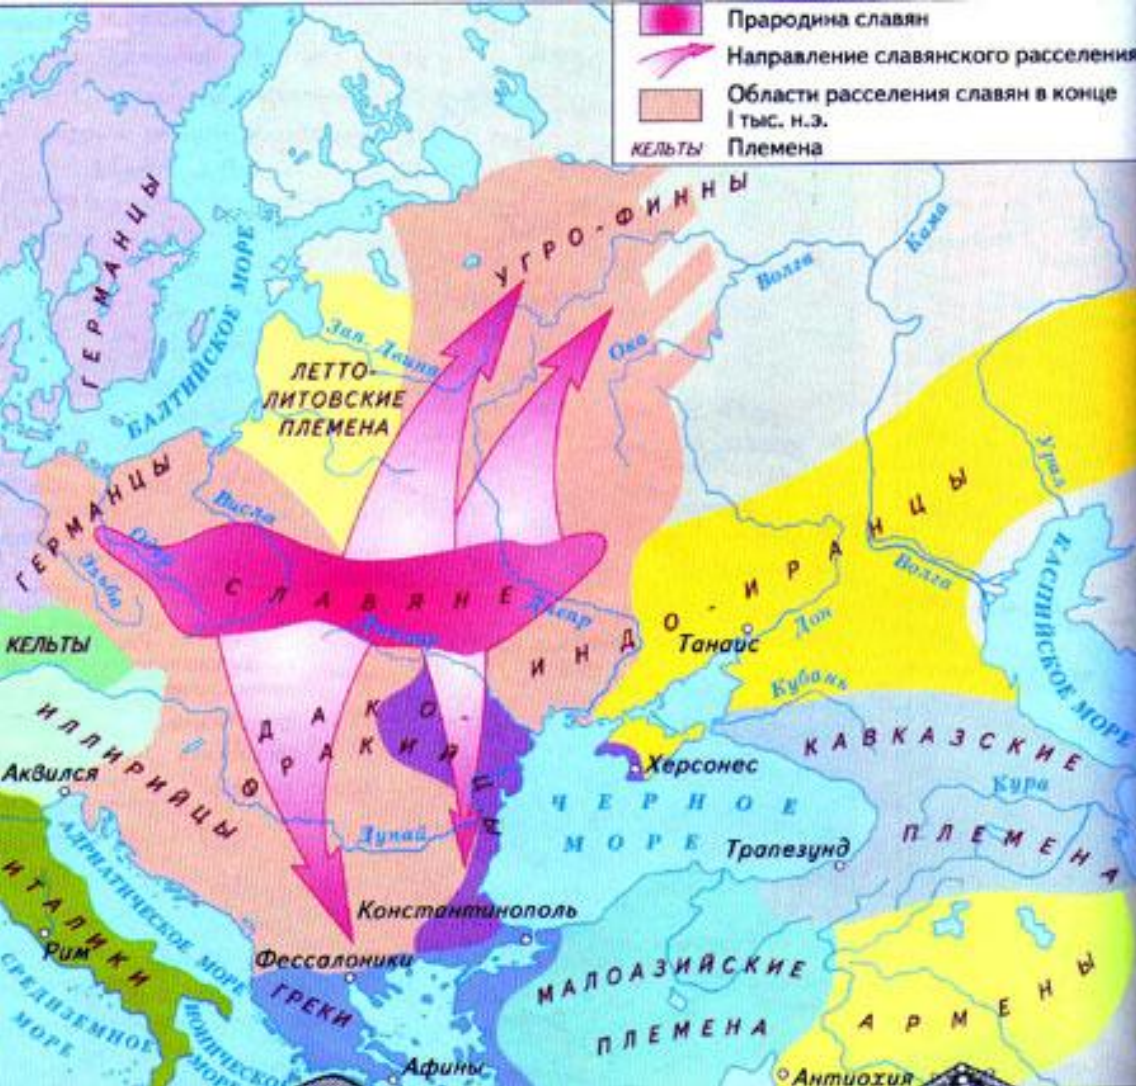 Прародина славян
Направление славянского расселения
Области расселения славян в конце
I тыс. н.э.
КЕЛЬТЫ Племена
ГЕРМАНЦЫ
БАЛТИЙСКОЕ МОРЕ
УГРО-ФИННЫ
Кама
Волга
Ока
Зап. Двина
ЛЕТТО-
ЛИТОВСКИЕ
ПЛЕМЕНА
ГЕРМАНЦЫ
Висла
Одер
Эльба
СЛАВЯНЕ
Днепр
Днестр
ИНДО-ИРАНЦЫ
Урал
Волга
Дон
Танаис
Кубань
КАСПИЙСКОЕ МОРЕ
КЕЛЬТЫ
ИЛЛИРИЙЦЫ
Аквился
ДАКО-
ФРАКИЙЦЫ
Дунай
Херсонес
ЧЕРНОЕ
МОРЕ
КАВКАЗСКИЕ
ПЛЕМЕНА
Кура
Трапезунд
АДРИАТИЧЕСКОЕ МОРЕ
ИТАЛИКИ
Рим
СРЕДИЗЕМНОЕ
МОРЕ
ИОНИЧЕСКОЕ
МОРЕ
Константинополь
Фессалоники
ГРЕКИ
Афины
МАЛОАЗИЙСКИЕ
ПЛЕМЕНА
АРМЕНЫ
Антиохия